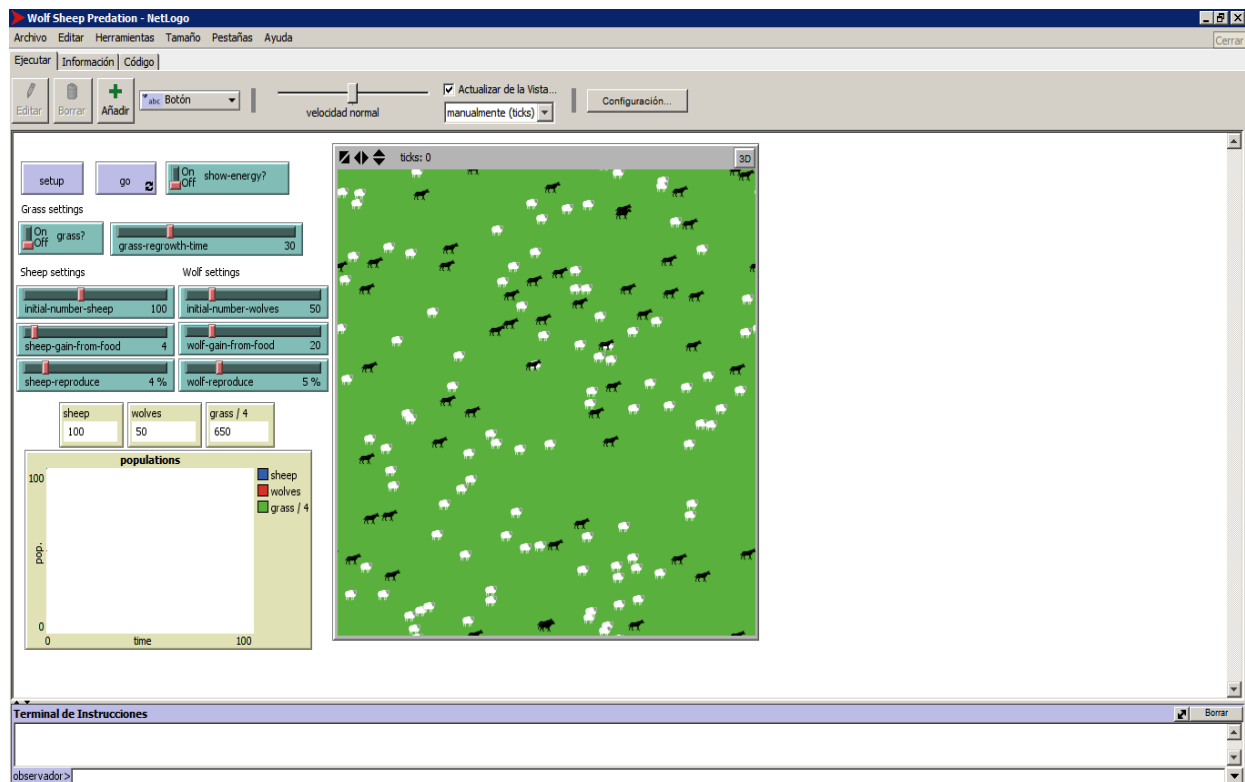 Wolf Sheep Predation - NetLogo
Archivo Editar Herramientas Tamaño Pestañas Ayuda
Cerrar
Ejecutar Información Código
Editar Borrar Añadir abc Botón velocidad normal Actualizar de la Vista... manualmente (ticks) Configuración...
ticks: 0 3D
setup go On Off show-energy?
Grass settings
On Off grass? grass-regrowth-time 30
Sheep settings Wolf settings
initial-number-sheep 100 initial-number-wolves 50
sheep-gain-from-food 4 wolf-gain-from-food 20
sheep-reproduce 4 % wolf-reproduce 5 %
sheep wolves grass / 4
100 50 650
populations
100 sheep
wolves
grass / 4
pop.
0
0 time 100
Terminal de Instrucciones Borrar
observador>